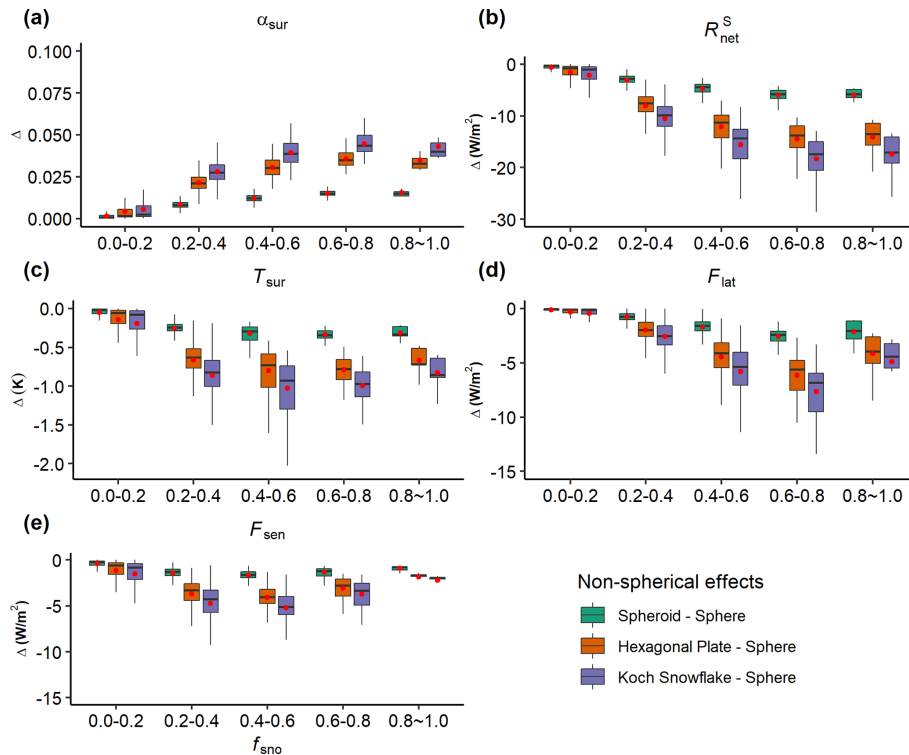 (a)
α_sur
0.100
0.075
0.050
0.025
0.000
Δ
0.0-0.2 0.2-0.4 0.4-0.6 0.6-0.8 0.8~1.0
(b)
R^S_net
0
-10
-20
-30
Δ (W/m²)
0.0-0.2 0.2-0.4 0.4-0.6 0.6-0.8 0.8~1.0
(c)
T_sur
0.0
-0.5
-1.0
-1.5
-2.0
Δ (K)
0.0-0.2 0.2-0.4 0.4-0.6 0.6-0.8 0.8~1.0
(d)
F_lat
0
-5
-10
-15
Δ (W/m²)
0.0-0.2 0.2-0.4 0.4-0.6 0.6-0.8 0.8~1.0
(e)
F_sen
0
-5
-10
-15
Δ (W/m²)
0.0-0.2 0.2-0.4 0.4-0.6 0.6-0.8 0.8~1.0
f_sno
Non-spherical effects
Spheroid - Sphere
Hexagonal Plate - Sphere
Koch Snowflake - Sphere